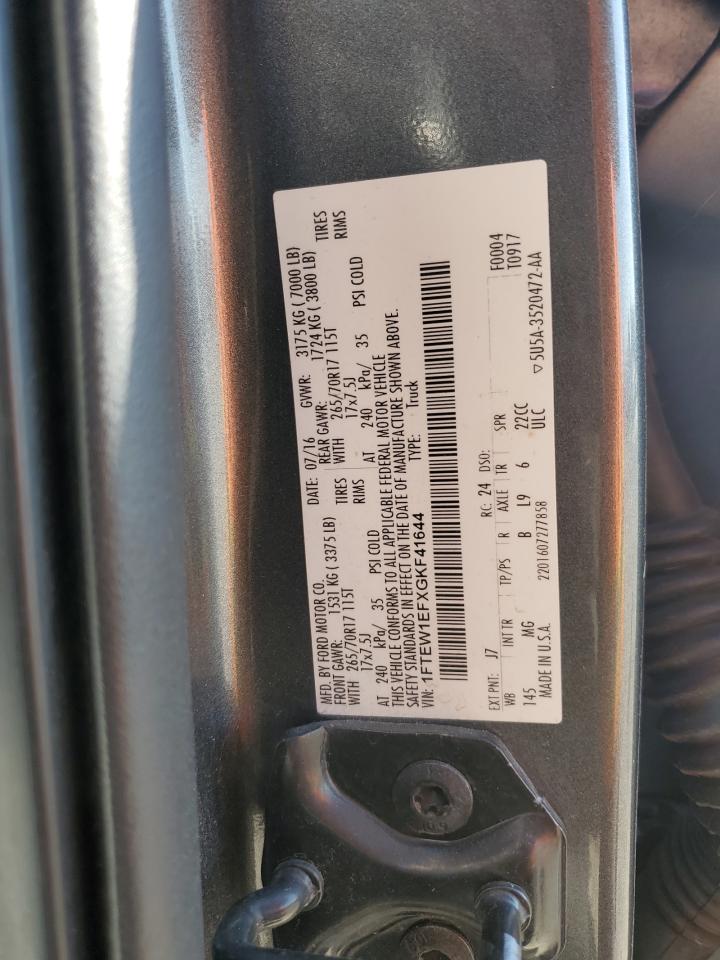 MFD. BY FORD MOTOR CO.    DATE: 07/16    GVWR: 3175 KG ( 7000 LB)
FRONT GAWR: 1531 KG ( 3375 LB)    REAR GAWR: 1724 KG ( 3800 LB)
WITH 265/70R17 115T TIRES    WITH 265/70R17 115T TIRES
17x7.5J RIMS    17x7.5J RIMS
AT 240 kPa/ 35 PSI COLD    AT 240 kPa/ 35 PSI COLD
THIS VEHICLE CONFORMS TO ALL APPLICABLE FEDERAL MOTOR VEHICLE
SAFETY STANDARDS IN EFFECT ON THE DATE OF MANUFACTURE SHOWN ABOVE.
VIN: 1FTEW1EFXGKF41644    TYPE: Truck
EXT PNT: J7    RC: 24 DSO:    F0004
WB INT TR TP/PS R AXLE TR SPR    T0917
145 MG B L9 6 22CC
ULC
MADE IN U.S.A. 2201607277858    ▽5U5A-3520472-AA